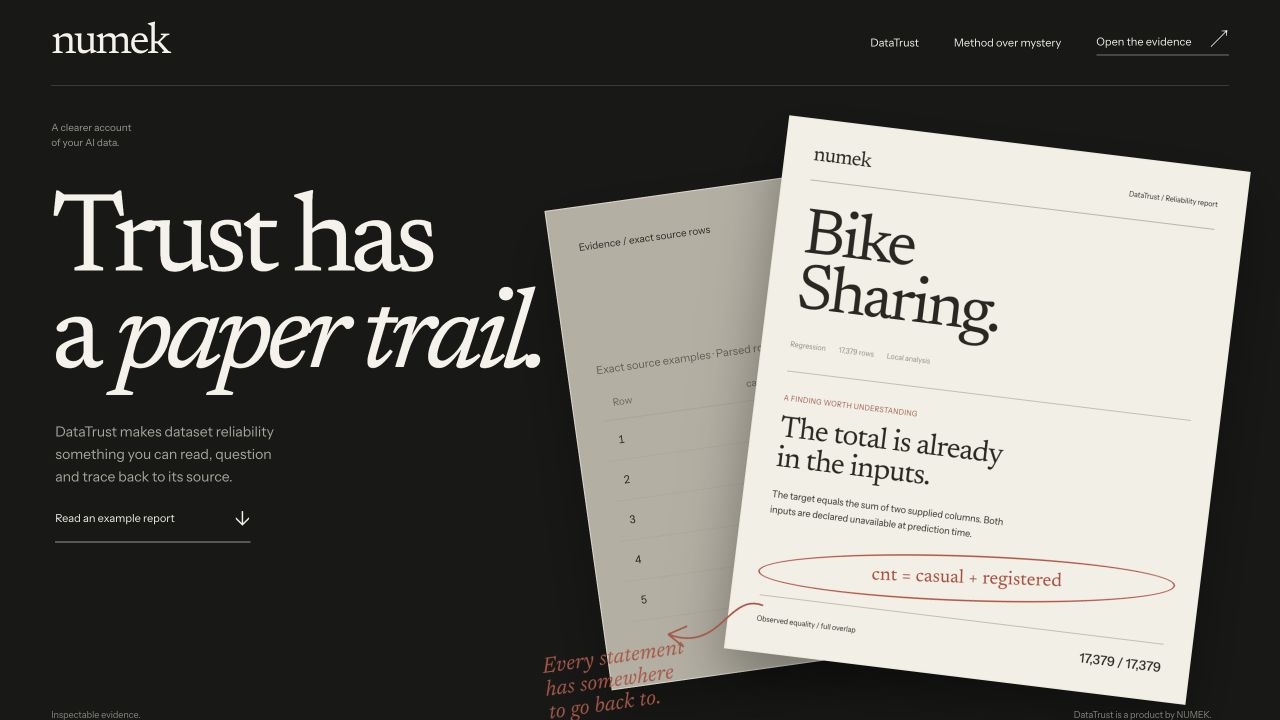 numek
DataTrust
Method over mystery
Open the evidence
A clearer account
of your AI data.
Trust has
a paper trail.
DataTrust makes dataset reliability
something you can read, question
and trace back to its source.
Read an example report
Evidence / exact source rows
Exact source examples · Parsed
Row
1
2
3
4
5
numek
DataTrust / Reliability report
Bike
Sharing.
Regression 17,379 rows Local analysis
A FINDING WORTH UNDERSTANDING
The total is already
in the inputs.
The target equals the sum of two supplied columns. Both
inputs are declared unavailable at prediction time.
cnt = casual + registered
Observed equality / full overlap
17,379 / 17,379
Every statement
has somewhere
to go back to.
Inspectable evidence.
DataTrust is a product by NUMEK.